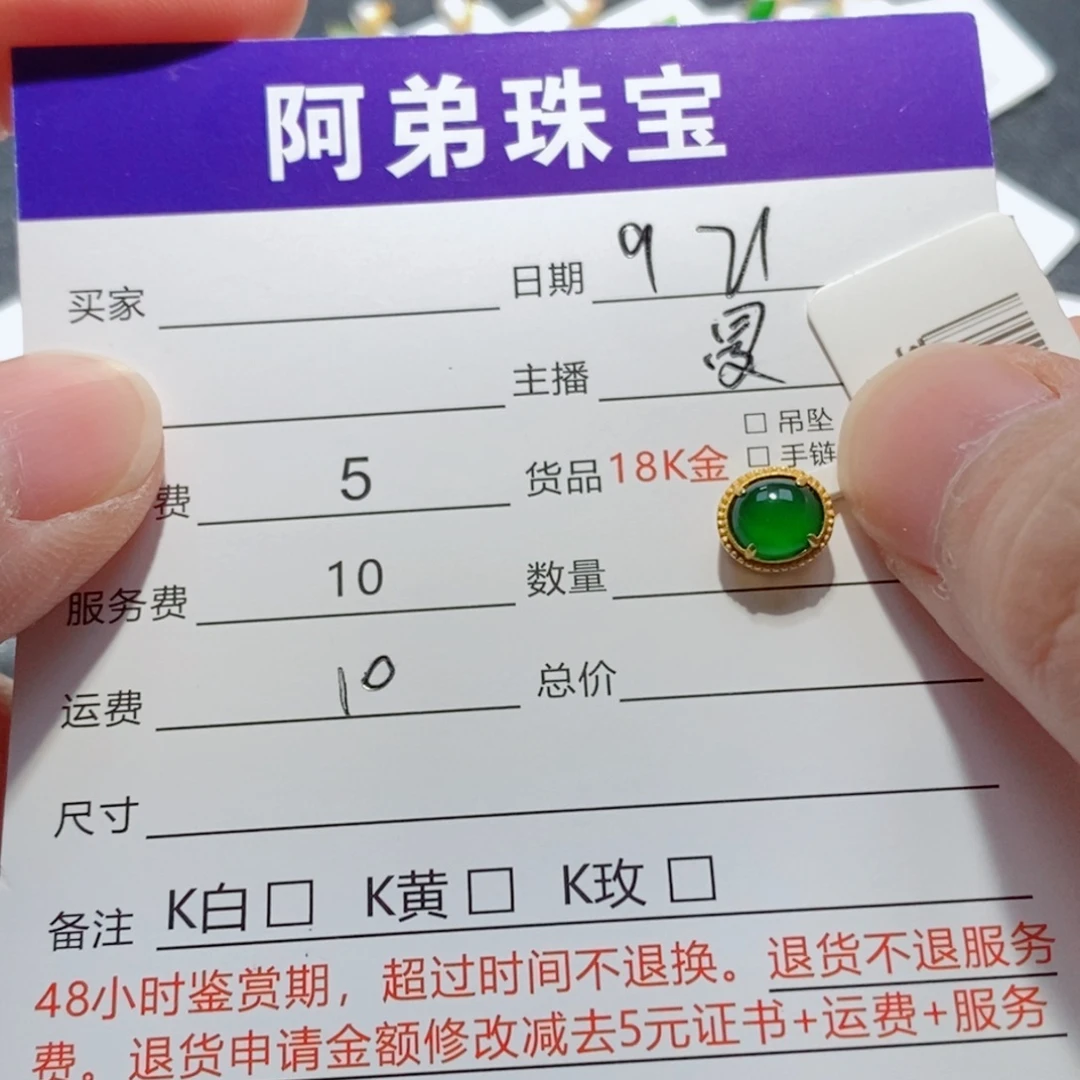 阿弟珠宝
买家 日期 9 21
主播 曼
□ 吊坠
费 5 货品 18K金 □ 手链
服务费 10 数量
运费 10 总价
尺寸
备注 K白 □ K黄 □ K玫 □
48小时鉴赏期，超过时间不退换。退货不退服务
费。退货申请金额修改减去5元证书+运费+服务